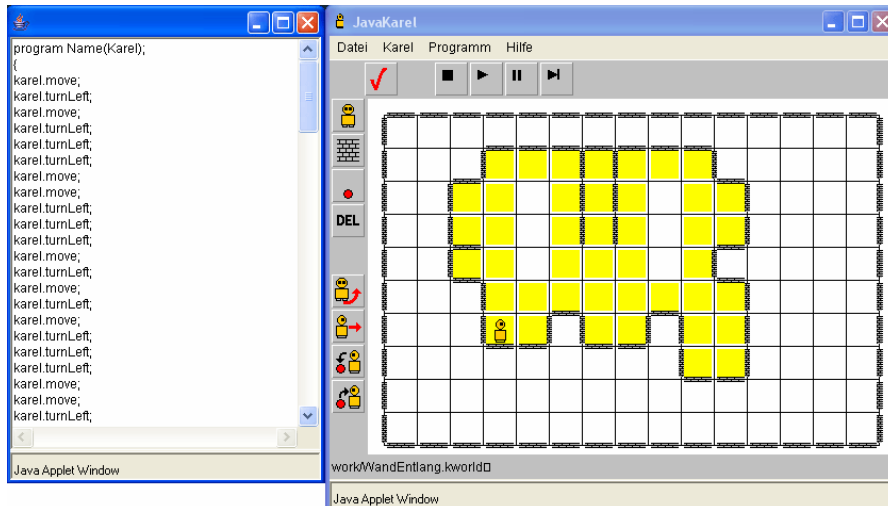 program Name(Karel);
{
karel.move;
karel.turnLeft;
karel.move;
karel.turnLeft;
karel.turnLeft;
karel.turnLeft;
karel.move;
karel.move;
karel.turnLeft;
karel.turnLeft;
karel.turnLeft;
karel.move;
karel.turnLeft;
karel.move;
karel.turnLeft;
karel.move;
karel.turnLeft;
karel.turnLeft;
karel.turnLeft;
karel.move;
karel.move;
karel.turnLeft;
Java Applet Window
JavaKarel
Datei Karel Programm Hilfe
DEL
work/WandEntlang.kworld▯
Java Applet Window